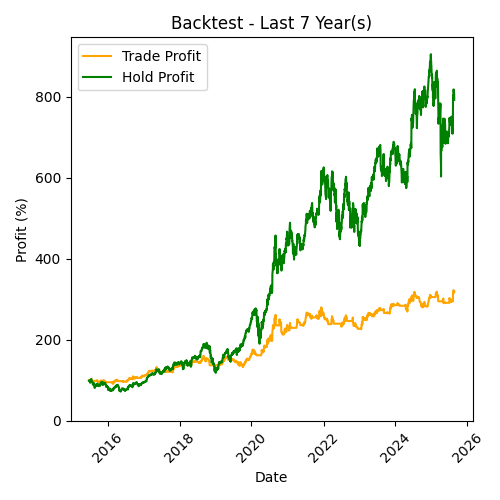 Backtest - Last 7 Year(s)
Trade Profit
Hold Profit
Profit (%)
800
600
400
200
0
2016 2018 2020 2022 2024 2026
Date